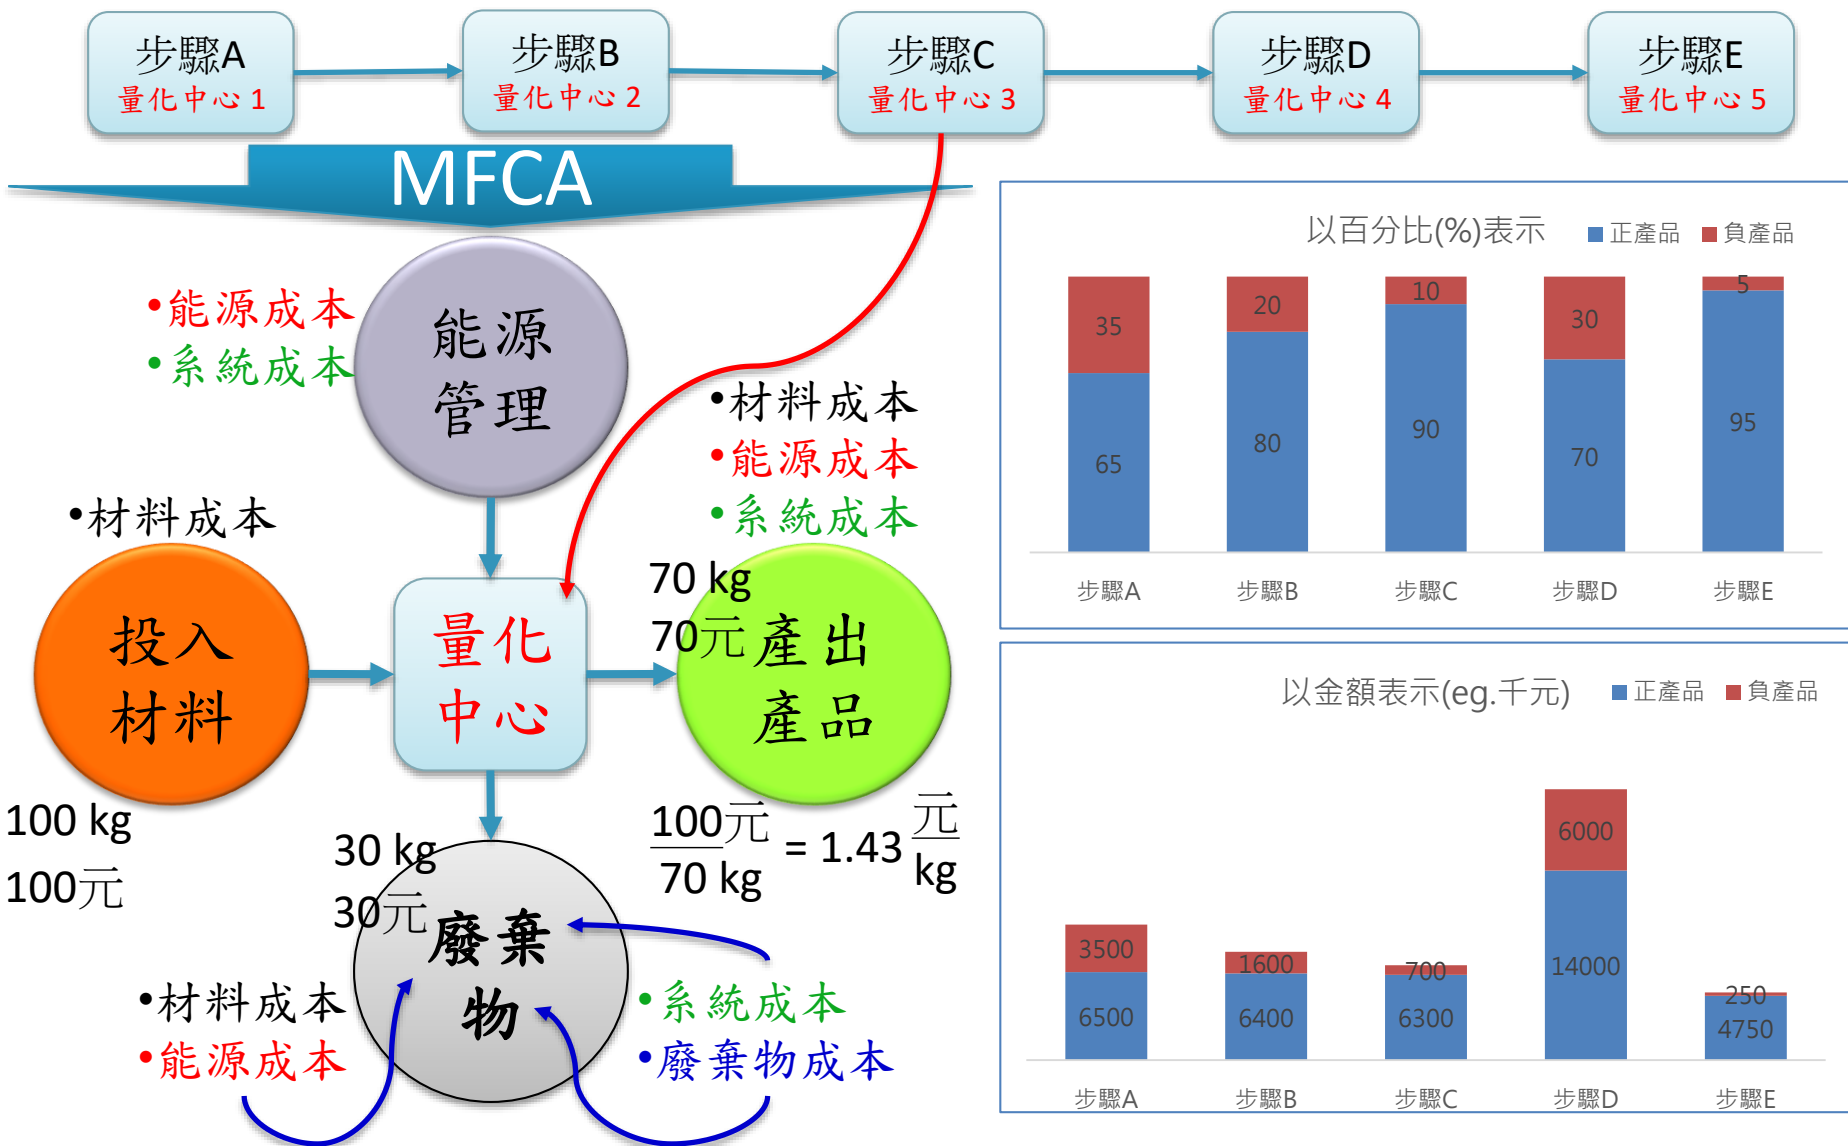 步驟A
量化中心 1
步驟B
量化中心 2
步驟C
量化中心 3
步驟D
量化中心 4
步驟E
量化中心 5
MFCA
•能源成本
•系統成本
能源
管理
•材料成本
•能源成本
•系統成本
•材料成本
投入
材料
量化
中心
70 kg
70元
產出
產品
100 kg
100元
30 kg
30元
廢棄
物
100元
70 kg
= 1.43
元
kg
•材料成本
•能源成本
•系統成本
•廢棄物成本
以百分比(%)表示
正產品
負產品
35
20
10
30
5
65
80
90
70
95
步驟A
步驟B
步驟C
步驟D
步驟E
以金額表示(eg.千元)
正產品
負產品
3500
1600
700
6000
250
6500
6400
6300
14000
4750
步驟A
步驟B
步驟C
步驟D
步驟E